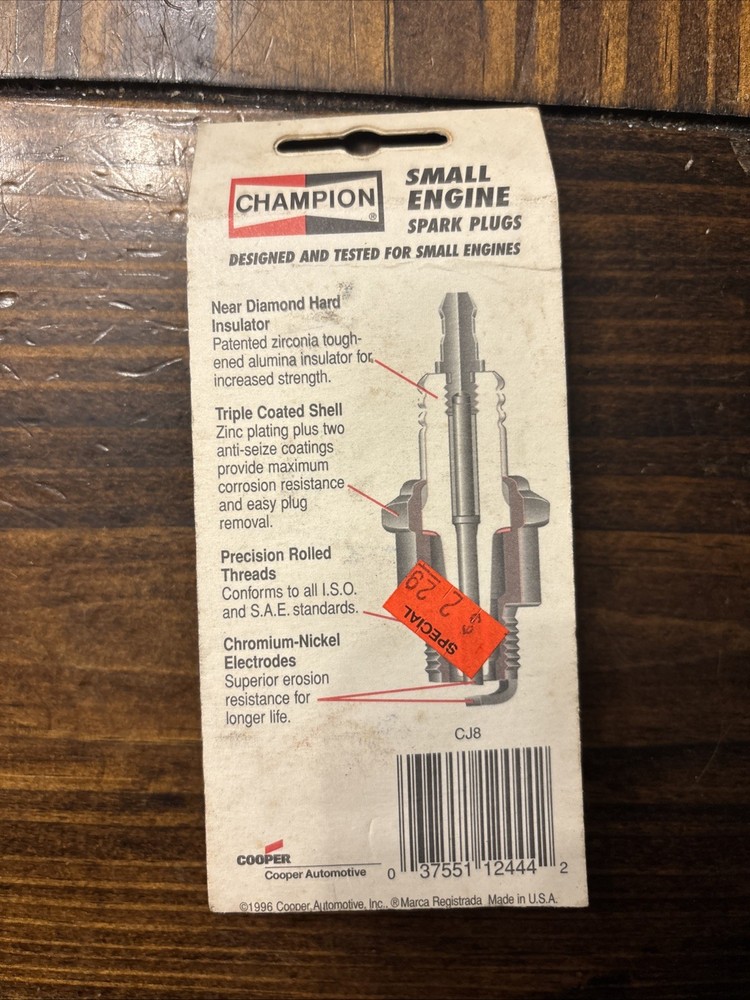 CHAMPION®
SMALL
ENGINE
SPARK PLUGS
DESIGNED AND TESTED FOR SMALL ENGINES
Near Diamond Hard
Insulator
Patented zirconia tough-
ened alumina insulator for
increased strength.
Triple Coated Shell
Zinc plating plus two
anti-seize coatings
provide maximum
corrosion resistance
and easy plug
removal.
Precision Rolled
Threads
Conforms to all I.S.O.
and S.A.E. standards.
Chromium-Nickel
Electrodes
Superior erosion
resistance for
longer life.
SPECIAL
$2.29
CJ8
COOPER
Cooper Automotive
0 37551 12444 2
©1996 Cooper Automotive, Inc., ®Marca Registrada Made in U.S.A.